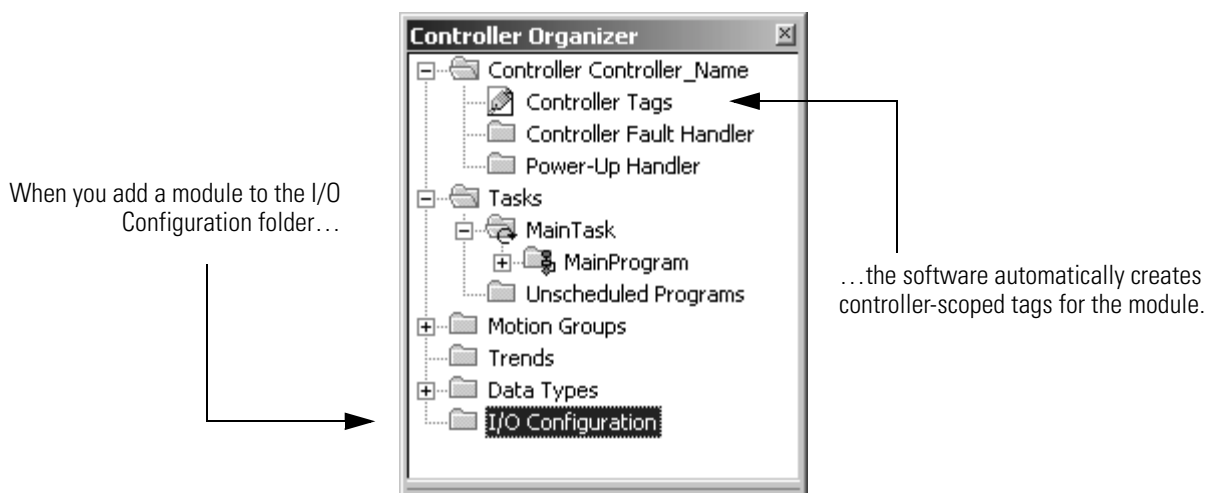 Controller Organizer
Controller Controller_Name
Controller Tags
Controller Fault Handler
Power-Up Handler
Tasks
MainTask
MainProgram
Unscheduled Programs
Motion Groups
Trends
Data Types
I/O Configuration
When you add a module to the I/O
Configuration folder…
…the software automatically creates
controller-scoped tags for the module.